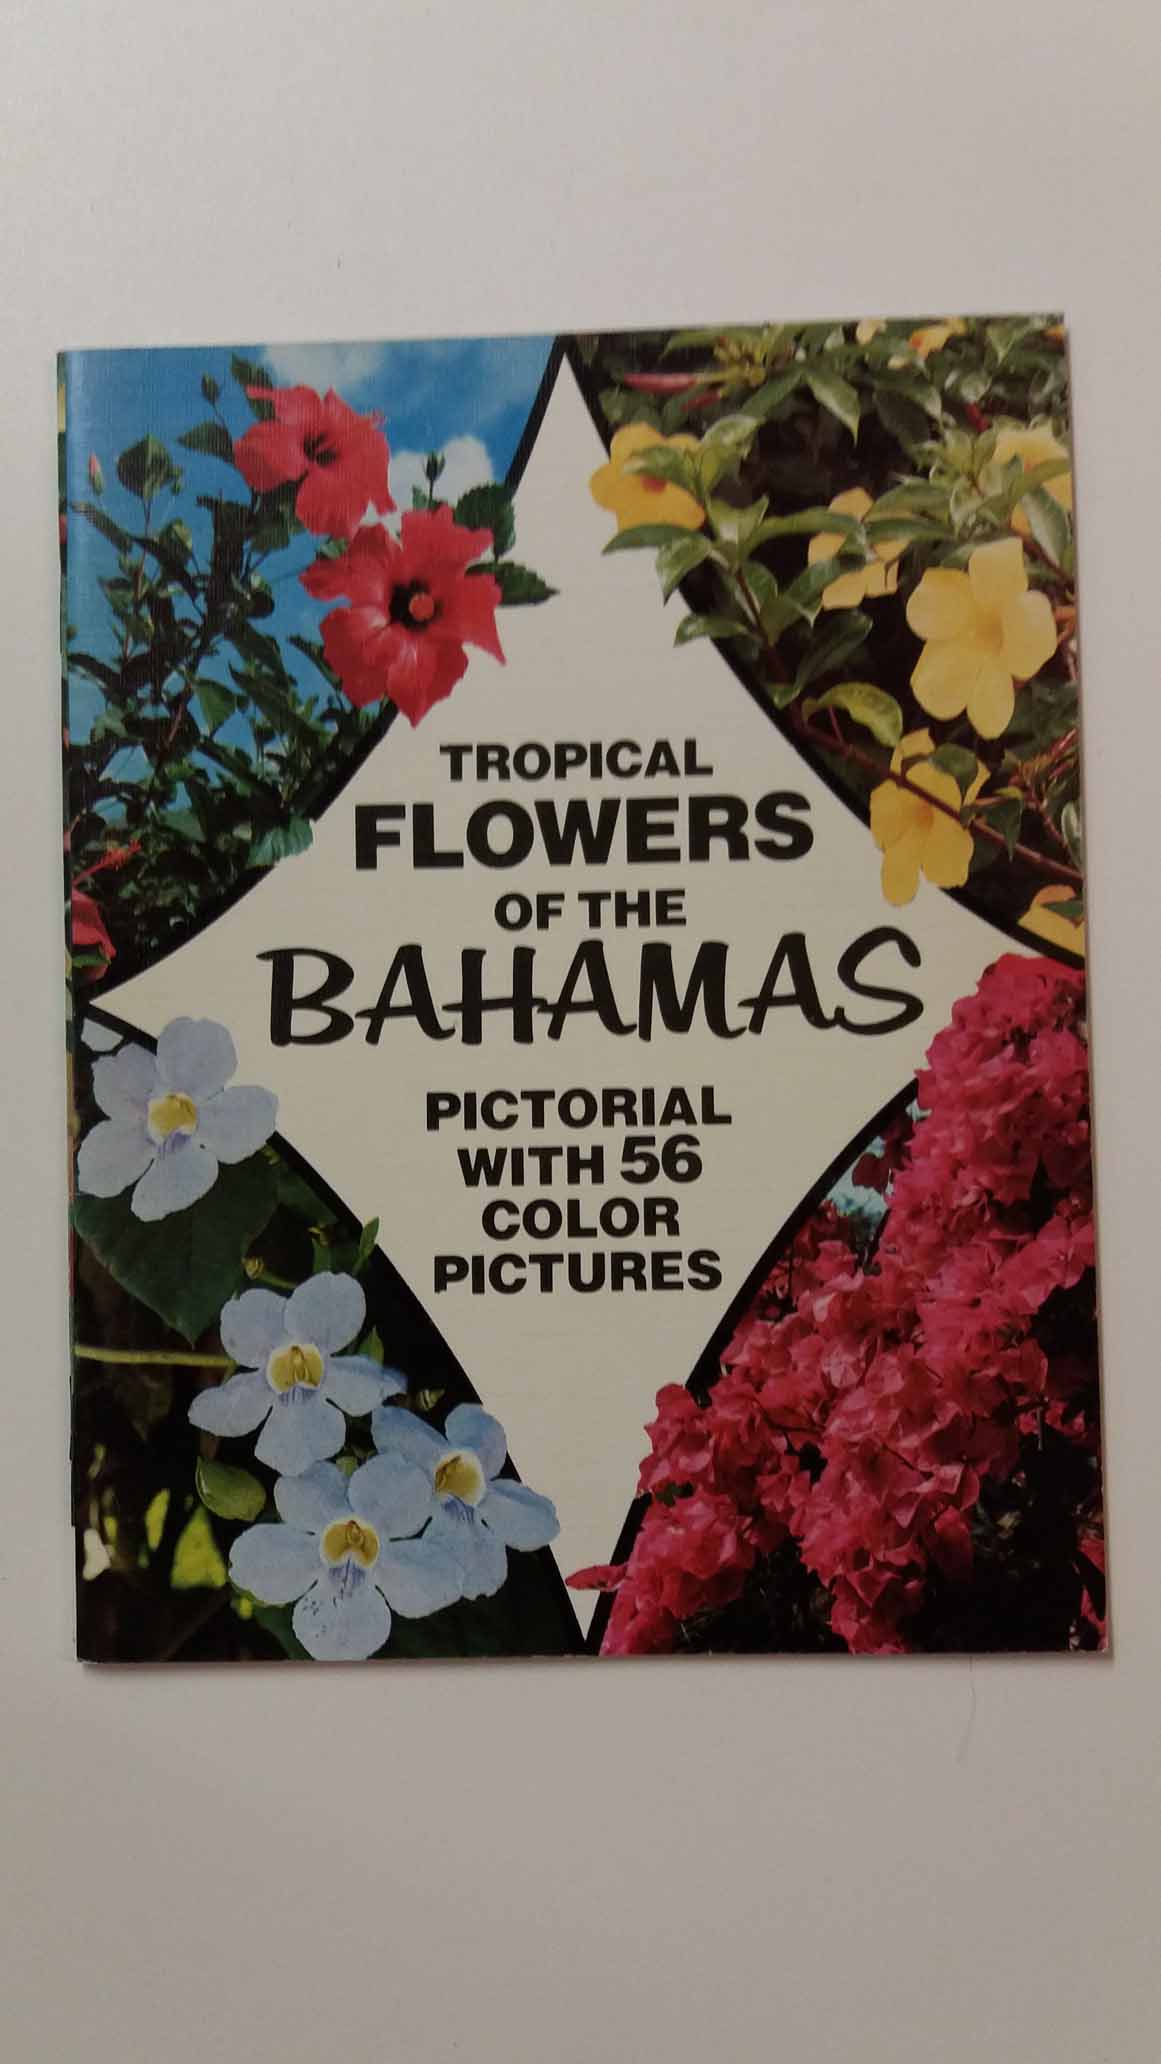 TROPICAL
FLOWERS
OF THE
BAHAMAS
PICTORIAL
WITH 56
COLOR
PICTURES